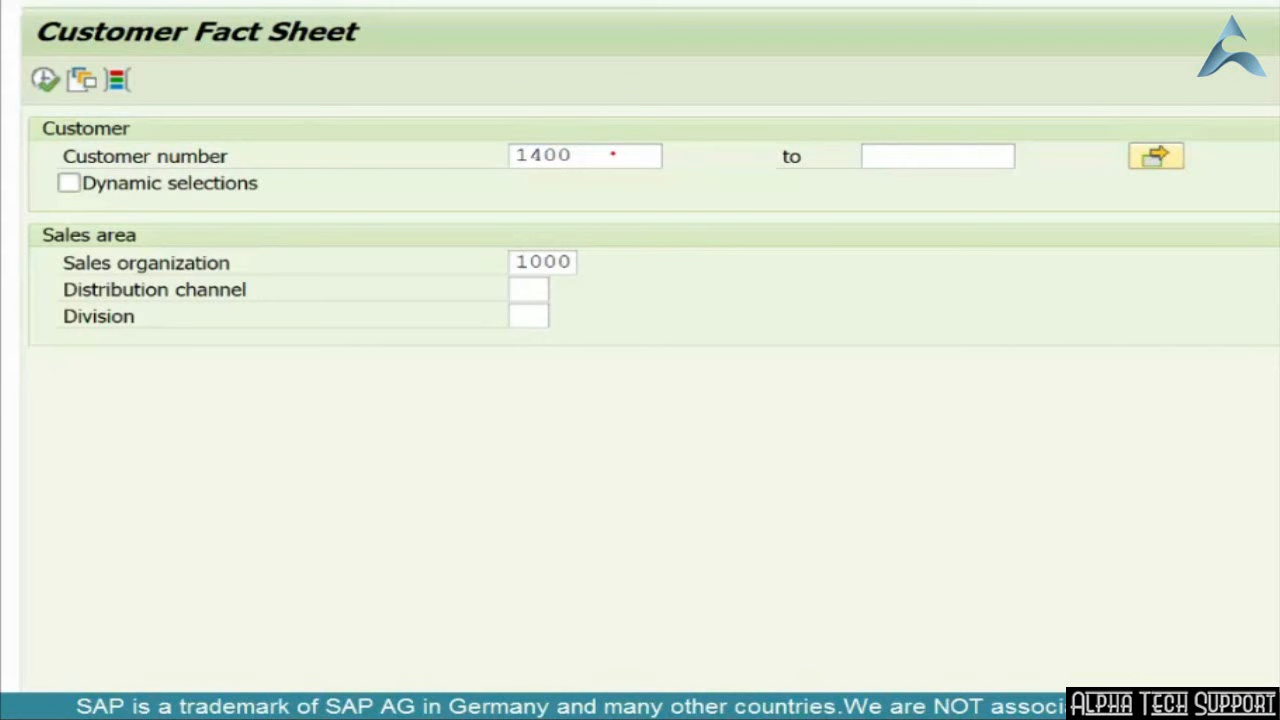 Customer Fact Sheet
Customer
Customer number 1400 to
Dynamic selections
Sales area
Sales organization 1000
Distribution channel
Division
SAP is a trademark of SAP AG in Germany and many other countries.We are NOT associ
ALPHA TECH SUPPORT